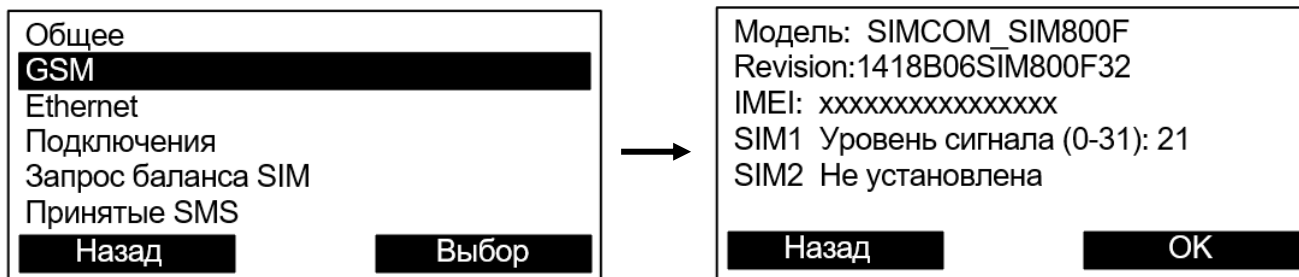 Общее
GSM
Ethernet
Подключения
Запрос баланса SIM
Принятые SMS
Назад Выбор
Модель: SIMCOM_SIM800F
Revision:1418B06SIM800F32
IMEI: xxxxxxxxxxxxxxxx
SIM1 Уровень сигнала (0-31): 21
SIM2 Не установлена
Назад OK